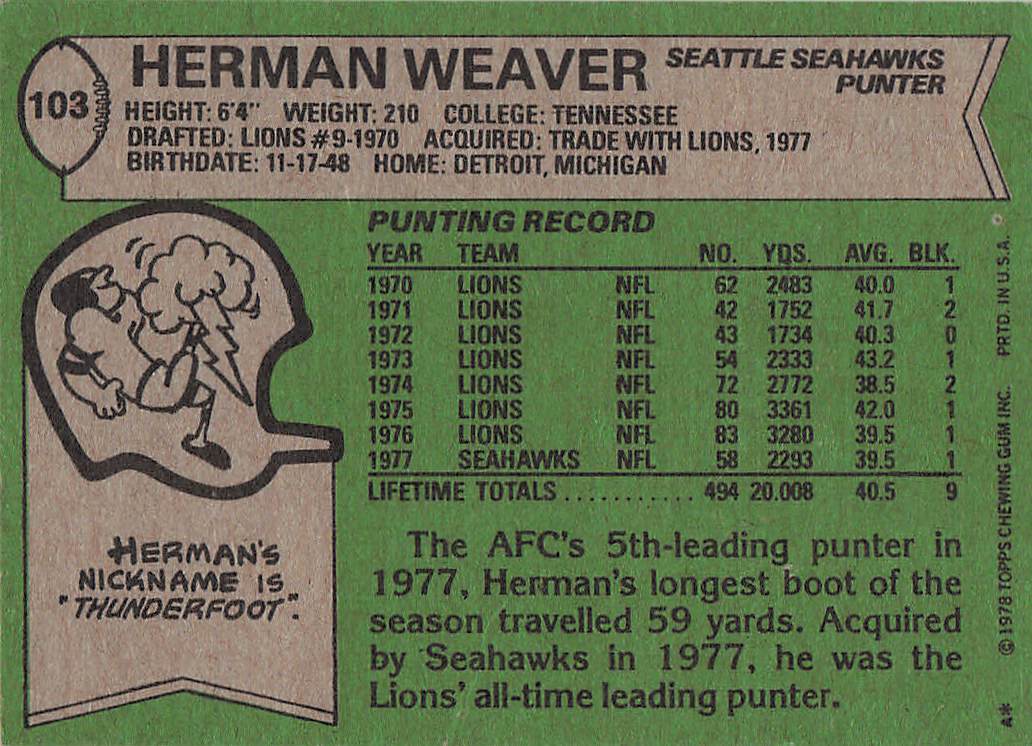 103
HERMAN WEAVER
SEATTLE SEAHAWKS
PUNTER
HEIGHT: 6'4" WEIGHT: 210 COLLEGE: TENNESSEE
DRAFTED: LIONS #9-1970 ACQUIRED: TRADE WITH LIONS, 1977
BIRTHDATE: 11-17-48 HOME: DETROIT, MICHIGAN
PUNTING RECORD
YEAR TEAM NO. YDS. AVG. BLK.
1970 LIONS NFL 62 2483 40.0 1
1971 LIONS NFL 42 1752 41.7 2
1972 LIONS NFL 43 1734 40.3 0
1973 LIONS NFL 54 2333 43.2 1
1974 LIONS NFL 72 2772 38.5 2
1975 LIONS NFL 80 3361 42.0 1
1976 LIONS NFL 83 3280 39.5 1
1977 SEAHAWKS NFL 58 2293 39.5 1
LIFETIME TOTALS ........... 494 20.008 40.5 9
HERMAN'S
NICKNAME IS
"THUNDERFOOT".
The AFC's 5th-leading punter in
1977, Herman's longest boot of the
season travelled 59 yards. Acquired
by Seahawks in 1977, he was the
Lions' all-time leading punter.
A* © 1978 TOPPS CHEWING GUM INC. PRTD. IN U.S.A.